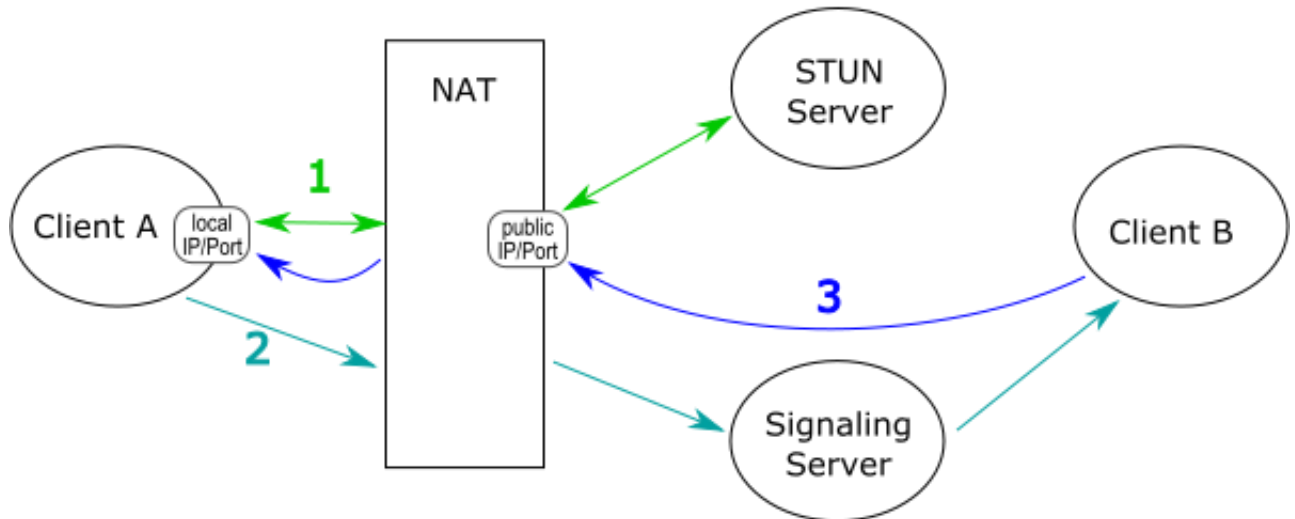 NAT
STUN
Server
1
Client A
local
IP/Port
public
IP/Port
Client B
2
3
Signaling
Server